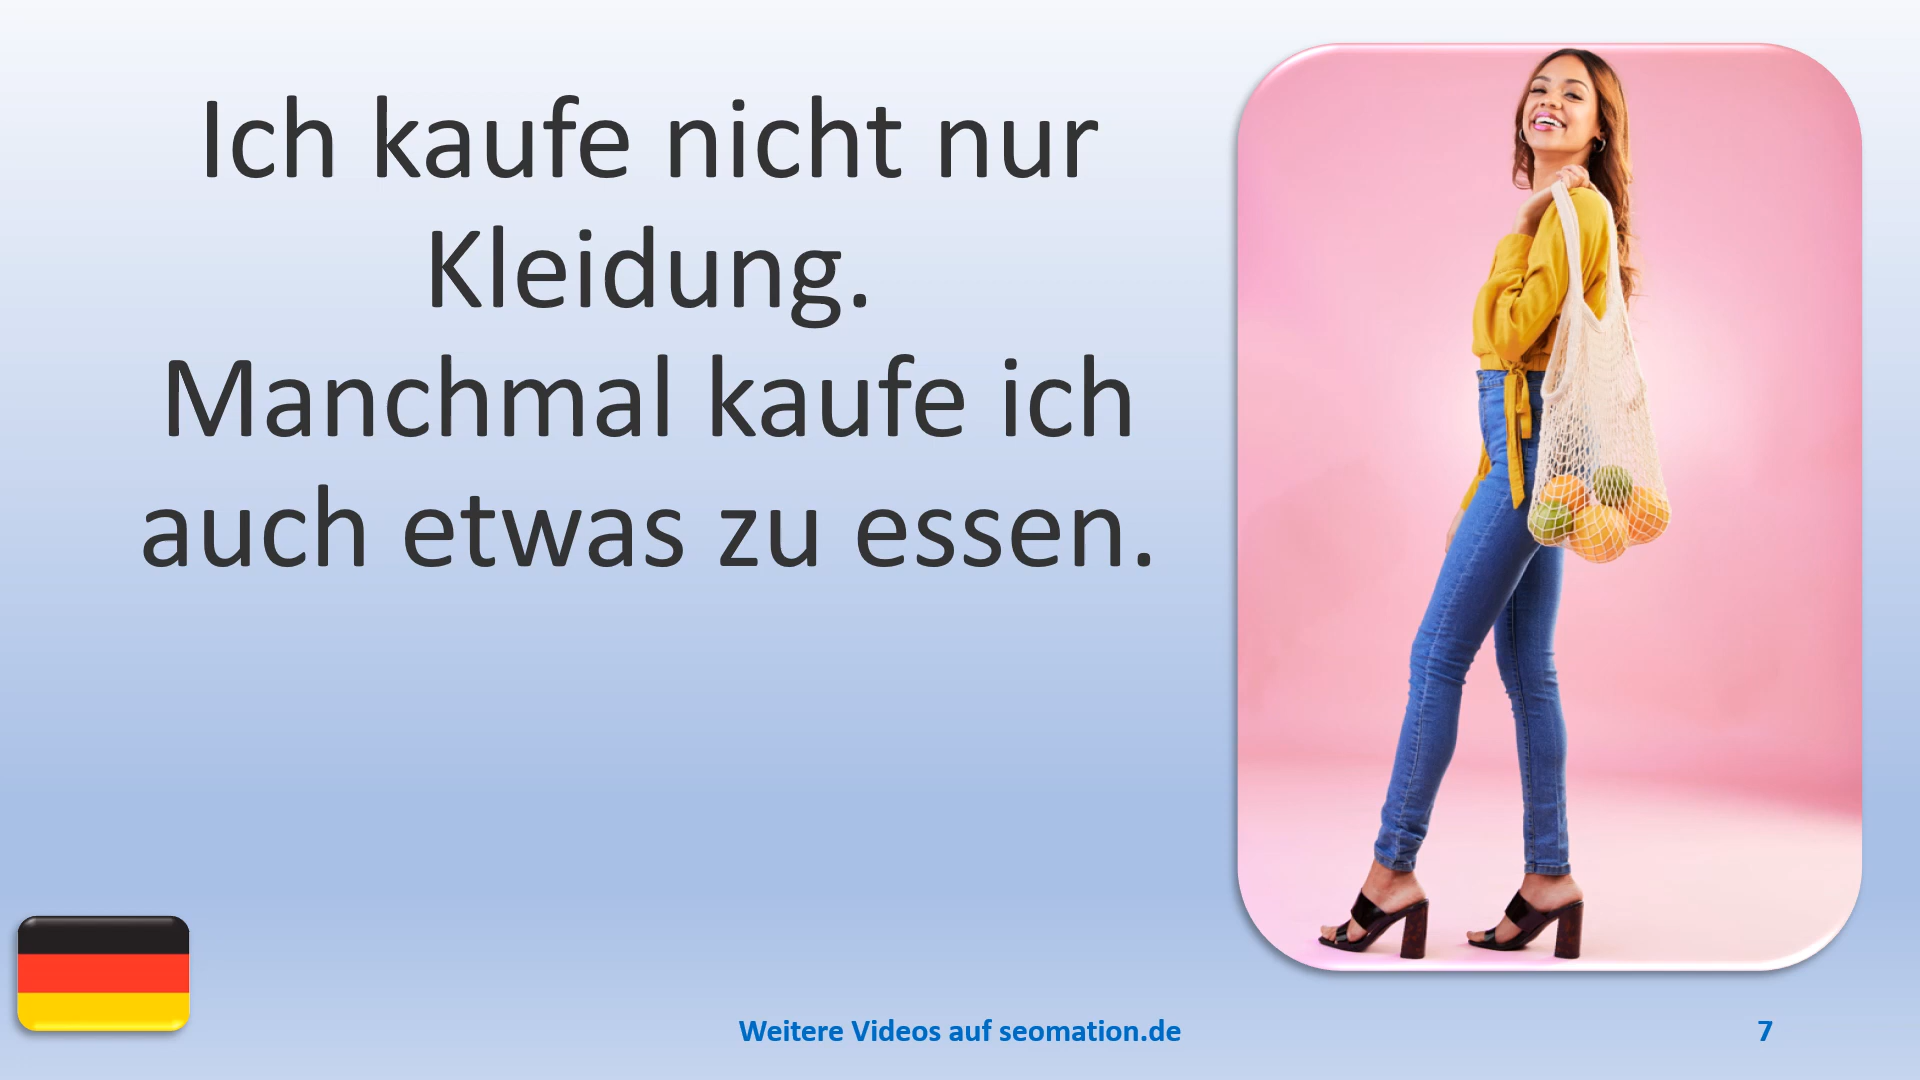 Ich kaufe nicht nur
Kleidung.
Manchmal kaufe ich
auch etwas zu essen.
Weitere Videos auf seomation.de
7